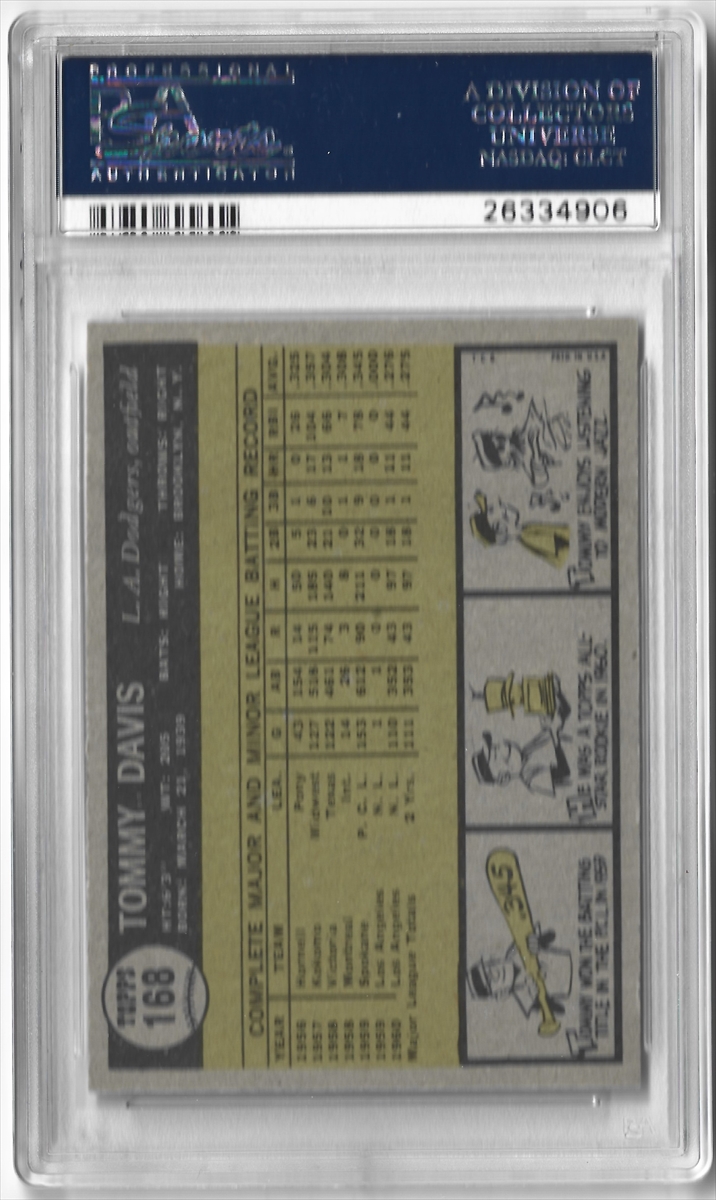 PROFESSIONAL
PSA
AUTHENTICATOR
A DIVISION OF
COLLECTORS
UNIVERSE
NASDAQ: CLCT
26334906
TOPPS
168
TOMMY DAVIS L.A. Dodgers, outfield
HT: 6'2" WT: 205 BATS: RIGHT THROWS: RIGHT
BORN: MARCH 21, 1939 HOME: BROOKLYN, N.Y.
COMPLETE MAJOR AND MINOR LEAGUE BATTING RECORD
YEAR TEAM LEA. G AB R H 2B 3B HR RBI AVG.
1956 Hornell Pony 43 154 14 50 5 1 0 26 .325
1957 Kokomo Midwest 127 518 115 185 23 6 17 104 .357
1958 Victoria Texas 122 461 74 140 21 10 13 66 .304
1958 Montreal Int. 14 26 3 8 0 1 1 7 .308
1959 Spokane P. C. L. 153 612 90 211 32 9 18 78 .345
1959 Los Angeles N. L. 1 1 0 0 0 0 0 0 .000
1960 Los Angeles N. L. 110 352 43 97 18 1 11 44 .276
Major League Totals 2 Yrs. 111 353 43 97 18 1 11 44 .275
.345
TOMMY WON THE BATTING
TITLE IN THE P.C.L. IN 1959
HE WAS A TOPPS ALL-
STAR ROOKIE IN 1960.
TOMMY ENJOYS LISTENING
TO MODERN JAZZ.
T.C.G. PRTD. IN U.S.A.